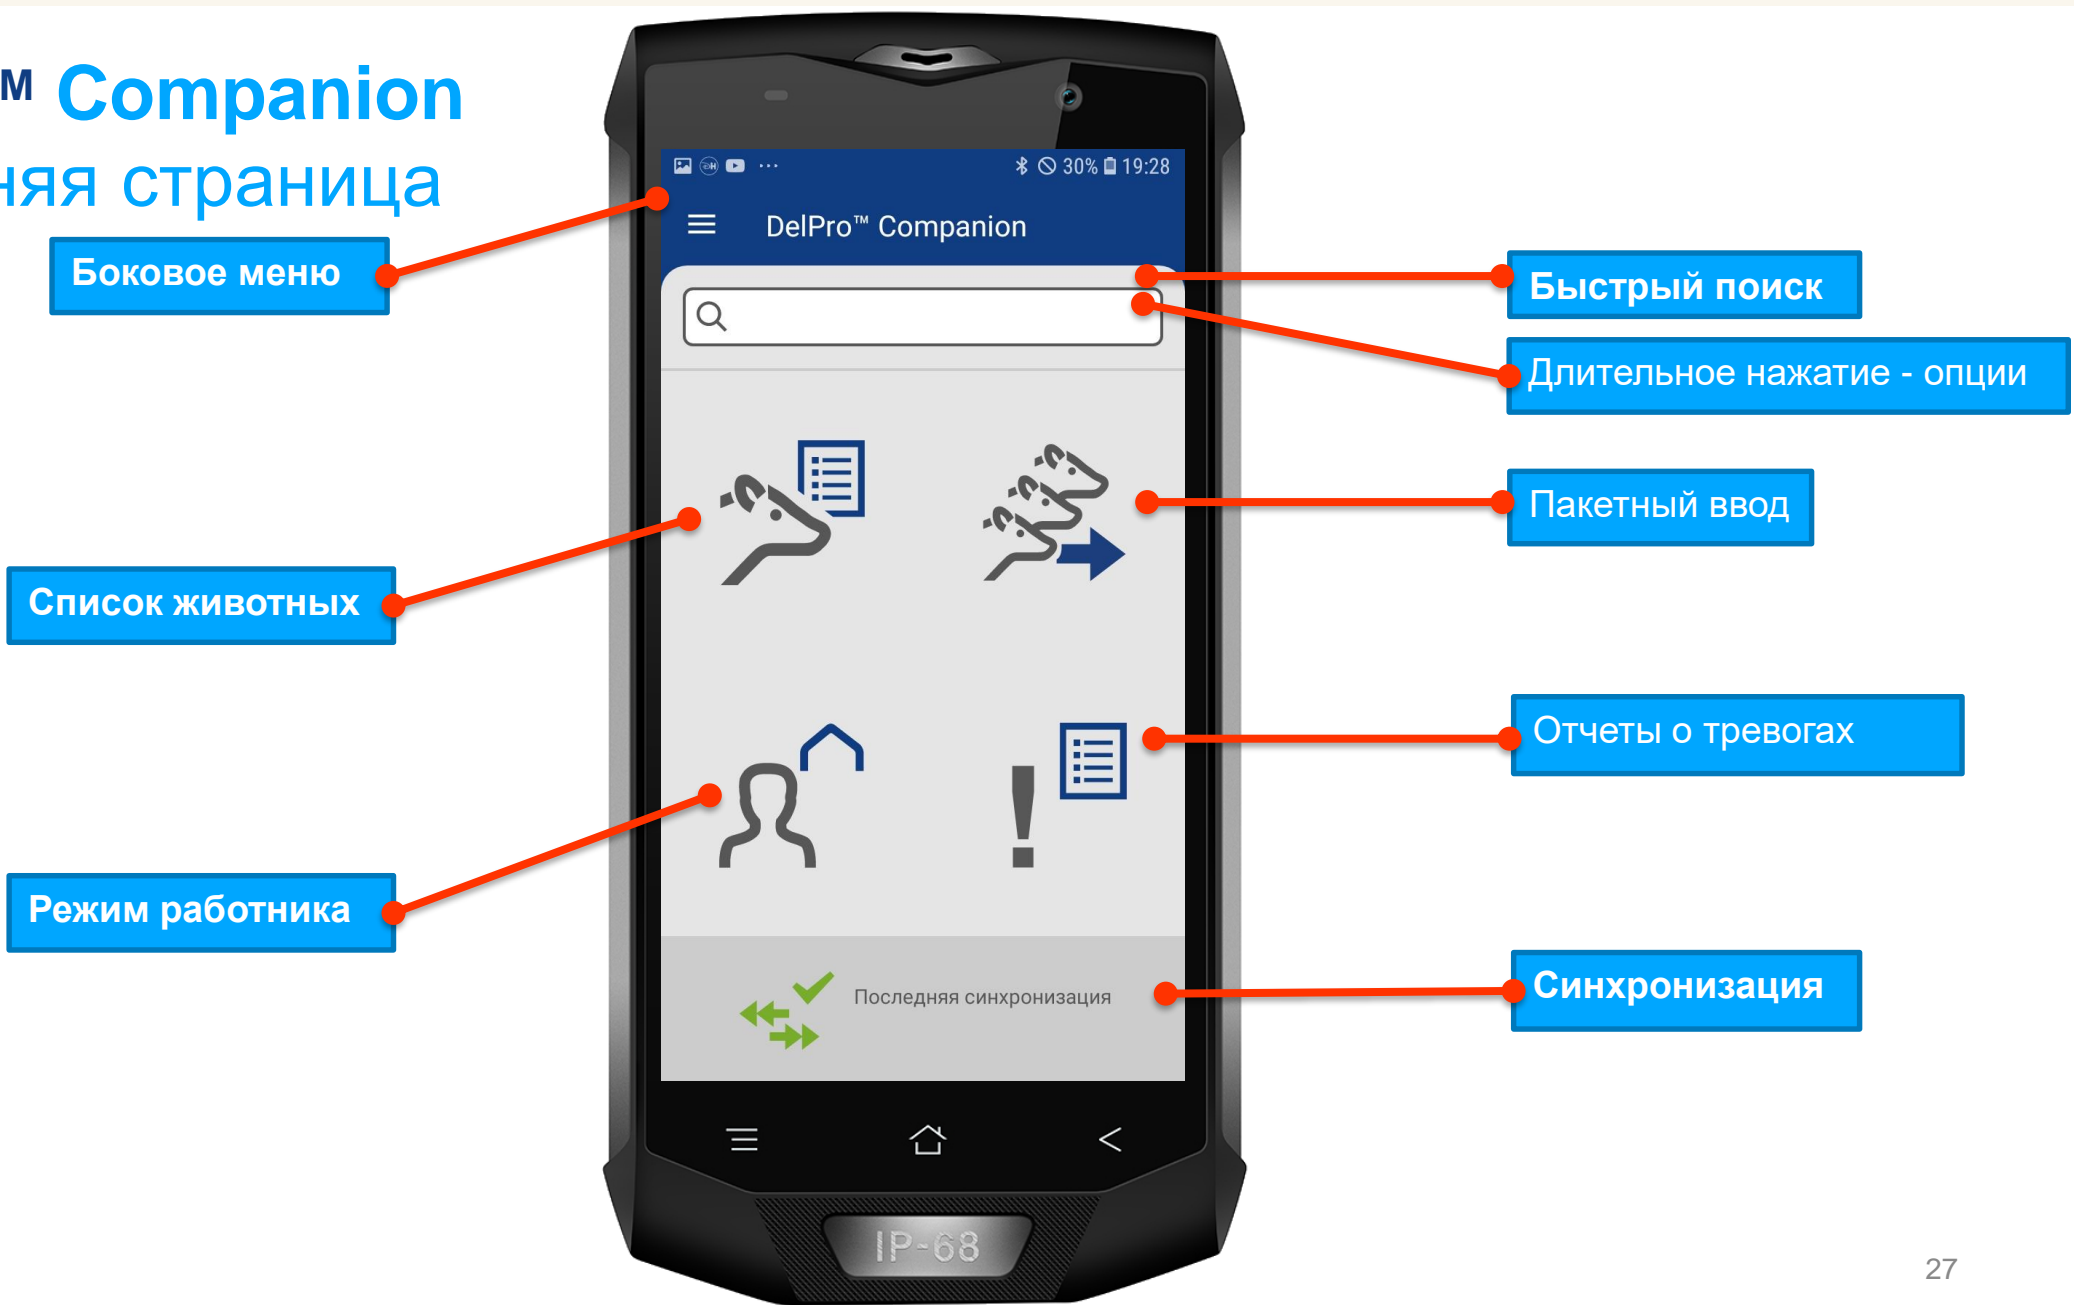 ™ Companion
няя страница
30% 19:28
DelPro™ Companion
Боковое меню
Быстрый поиск
Длительное нажатие - опции
Пакетный ввод
Список животных
Отчеты о тревогах
Режим работника
Последняя синхронизация
Синхронизация
IP-68
27